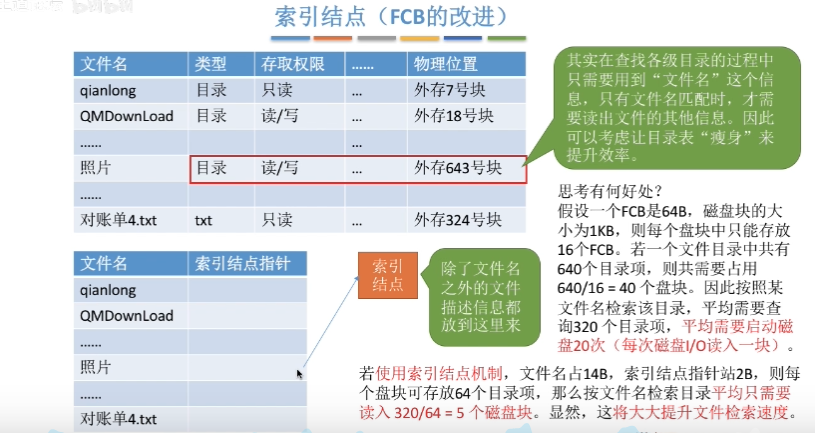 索引结点（FCB的改进）
文件名 类型 存取权限 …… 物理位置
qianlong 目录 只读 ... 外存7号块
QMDownLoad 目录 读/写 ... 外存18号块
…… ...
照片 目录 读/写 ... 外存643号块
……
对账单4.txt txt 只读 ... 外存324号块
其实在查找各级目录的过程中
只需要用到“文件名”这个信
息，只有文件名匹配时，才需
要读出文件的其他信息。因此
可以考虑让目录表“瘦身”来
提升效率。
思考有何好处？
假设一个FCB是64B，磁盘块的大
小为1KB，则每个盘块中只能存放
16个FCB。若一个文件目录中共有
640个目录项，则共需要占用
640/16 = 40 个盘块。因此按照某
文件名检索该目录，平均需要查
询320 个目录项，平均需要启动磁
盘20次（每次磁盘I/O读入一块）。
文件名 索引结点指针
qianlong
QMDownLoad
……
照片
……
对账单4.txt
索引
结点
除了文件名
之外的文件
描述信息都
放到这里来
若使用索引结点机制，文件名占14B，索引结点指针站2B，则每
个盘块可存放64个目录项，那么按文件名检索目录平均只需要
读入 320/64 = 5 个磁盘块。显然，这将大大提升文件检索速度。